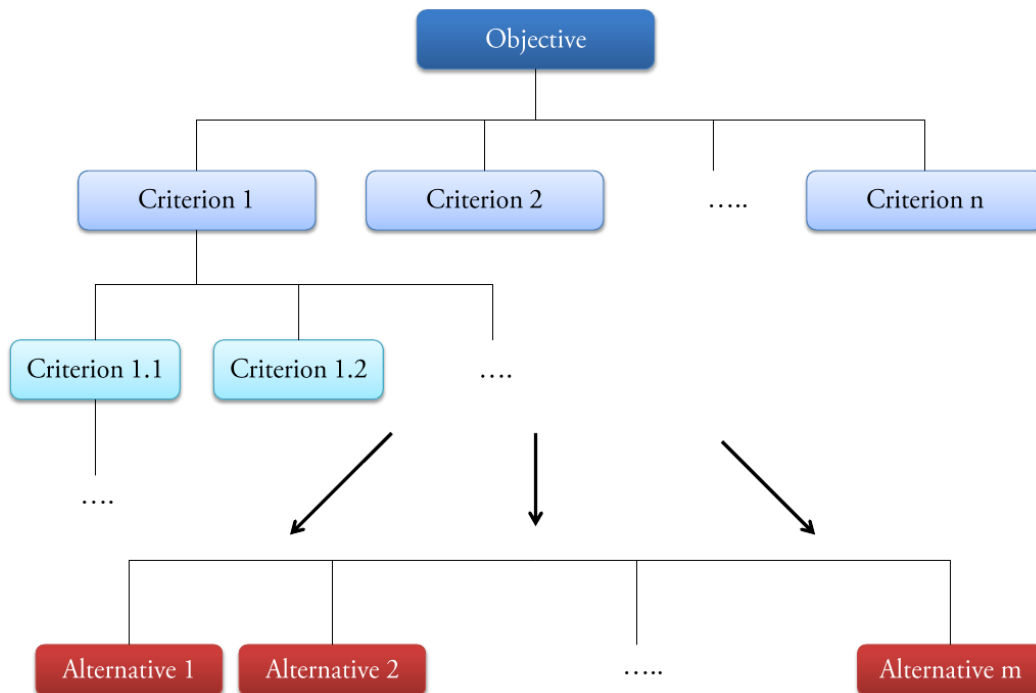 Objective
Criterion 1
Criterion 2
.....
Criterion n
Criterion 1.1
Criterion 1.2
....
....
Alternative 1
Alternative 2
.....
Alternative m